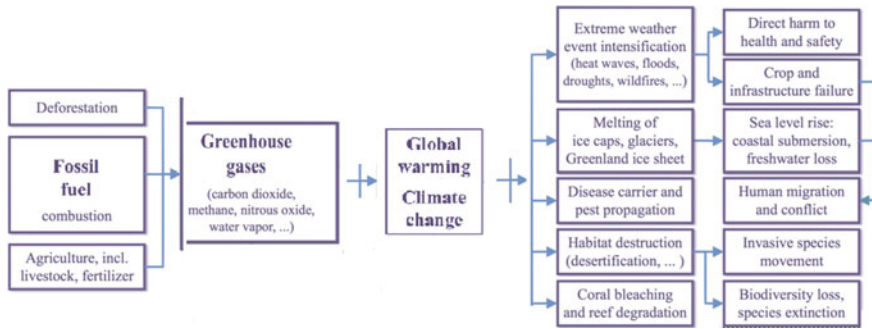 Deforestation
Fossil
fuel
combustion
Agriculture, incl.
livestock, fertilizer
Greenhouse
gases
(carbon dioxide,
methane, nitrous oxide,
water vapor, ...)
Global
warming
Climate
change
Extreme weather
event intensification
(heat waves, floods,
droughts, wildfires, ...)
Melting of
ice caps, glaciers,
Greenland ice sheet
Disease carrier and
pest propagation
Habitat destruction
(desertification, ... )
Coral bleaching
and reef degradation
Direct harm to
health and safety
Crop and
infrastructure failure
Sea level rise:
coastal submersion,
freshwater loss
Human migration
and conflict
Invasive species
movement
Biodiversity loss,
species extinction